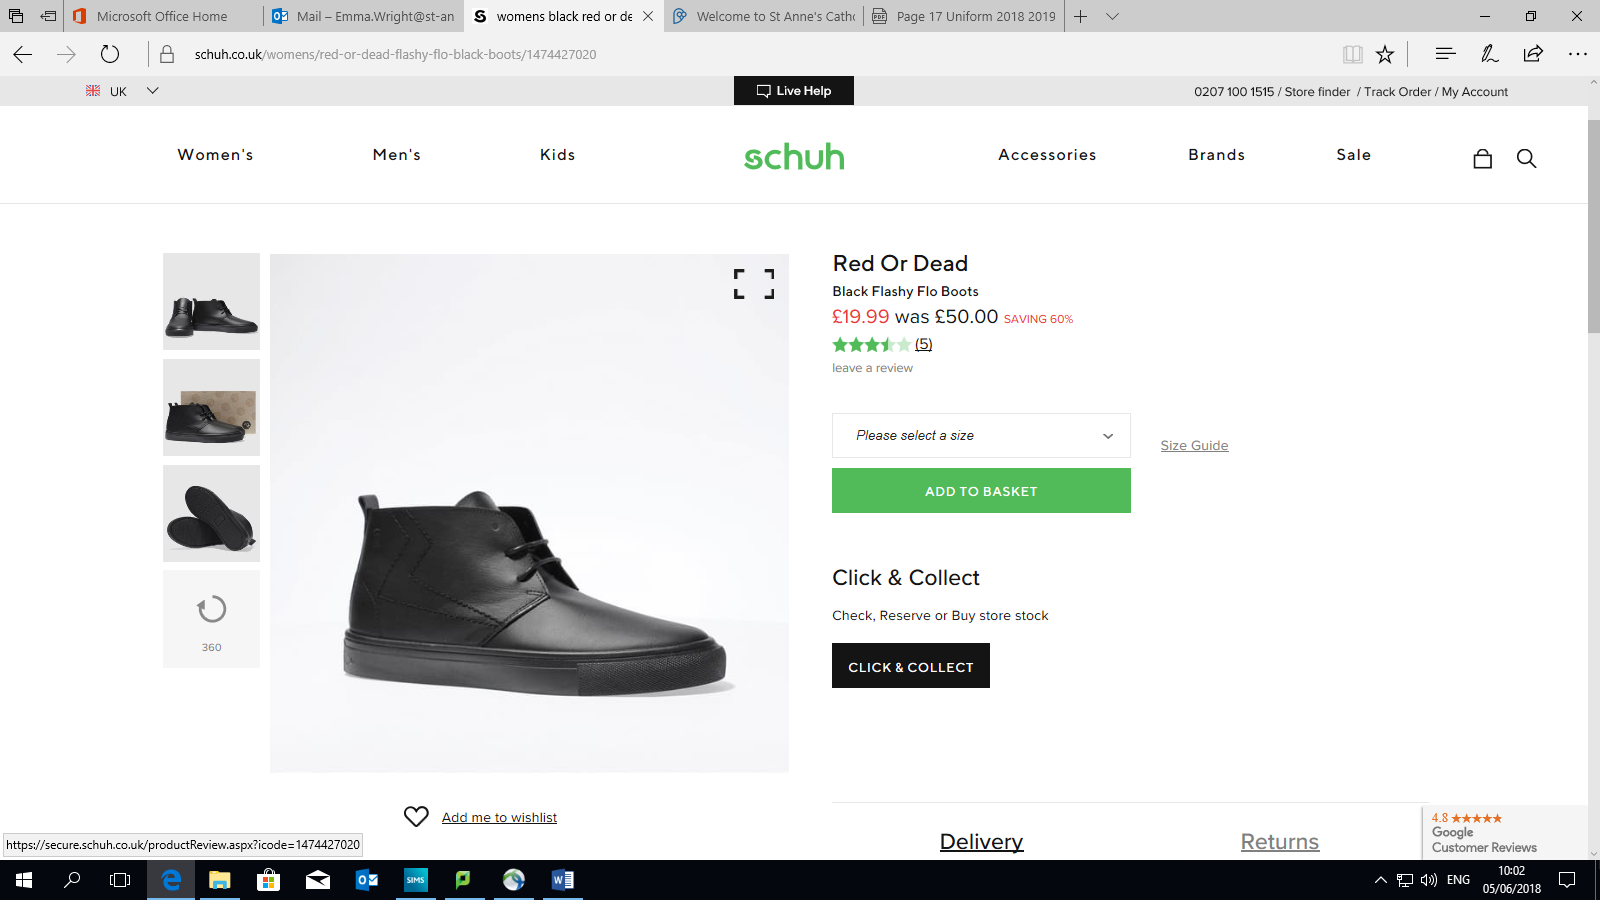 Microsoft Office Home
Mail – Emma.Wright@st-an
womens black red or de
Welcome to St Anne's Cath
Page 17 Uniform 2018 2019
schuh.co.uk/womens/red-or-dead-flashy-flo-black-boots/1474427020
UK
Live Help
0207 100 1515 / Store finder / Track Order / My Account
Women's
Men's
Kids
schuh
Accessories
Brands
Sale
Red Or Dead
Black Flashy Flo Boots
£19.99 was £50.00 SAVING 60%
(5)
leave a review
Please select a size
Size Guide
ADD TO BASKET
360
Click & Collect
Check, Reserve or Buy store stock
CLICK & COLLECT
Add me to wishlist
Delivery
Returns
4.8 ★★★★★
Google
Customer Reviews
https://secure.schuh.co.uk/productReview.aspx?icode=1474427020
SIMS
ENG
10:02
05/06/2018